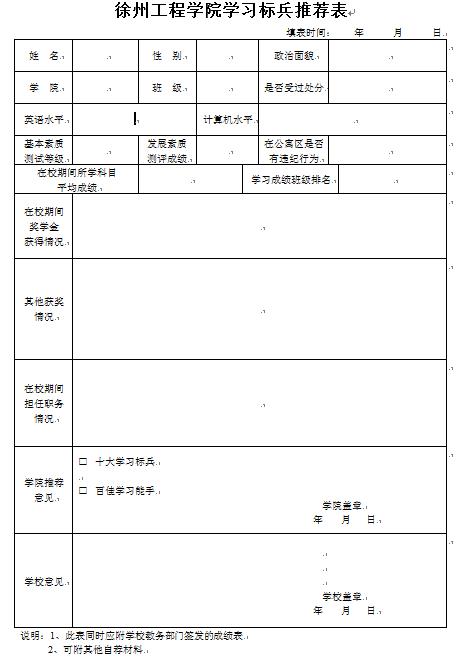 徐州工程学院学习标兵推荐表
填表时间： 年 月 日
姓 名 性 别 政治面貌
学 院 班 级 是否受过处分
英语水平 计算机水平
基本素质 发展素质 在公寓区是否
测试等级 测评成绩 有违纪行为
在校期间所学科目
平均成绩 学习成绩班级排名
在校期间
奖学金
获得情况
其他获奖
情况
在校期间
担任职务
情况
学院推荐
意见
□ 十大学习标兵
□ 百佳学习能手
学院盖章
年 月 日
学校意见
学校盖章
年 月 日
说明：1、此表同时应附学校教务部门签发的成绩表
2、可附其他自荐材料